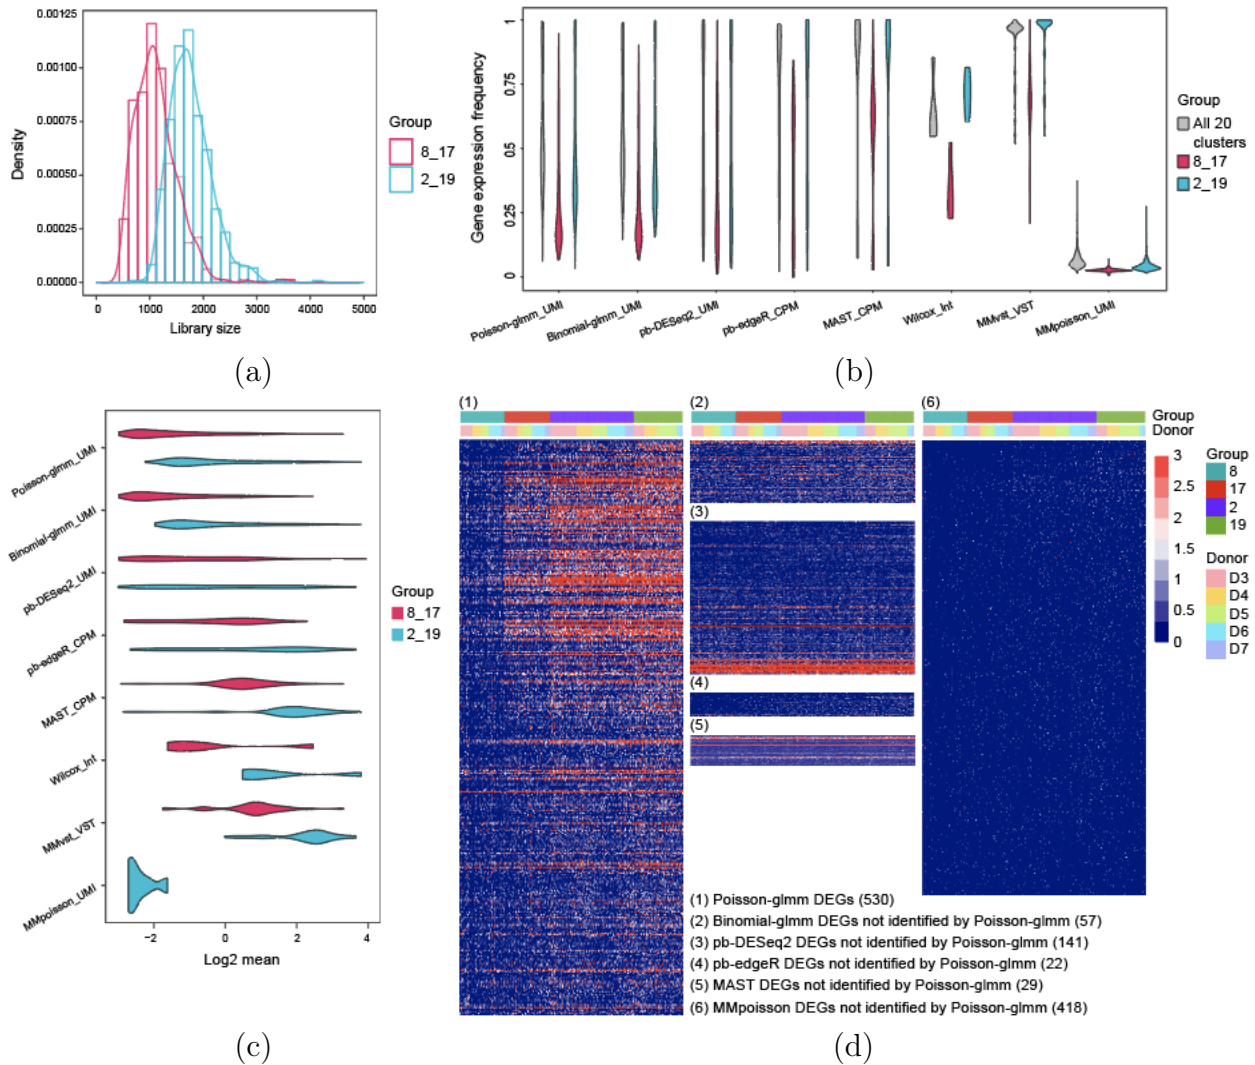 0.00125
0.00100
0.00075
0.00050
0.00025
0.00000
Density
0
1000
2000
3000
4000
5000
Library size
Group
8_17
2_19
(a)
1
0.75
0.5
0.25
0
Gene expression frequency
Poisson-glmm_UMI
Binomial-glmm_UMI
pb-DESeq2_UMI
pb-edgeR_CPM
MAST_CPM
Wilcox_Int
MMvst_VST
MMpoisson_UMI
Group
All 20
clusters
8_17
2_19
(b)
Poisson-glmm_UMI
Binomial-glmm_UMI
pb-DESeq2_UMI
pb-edgeR_CPM
MAST_CPM
Wilcox_Int
MMvst_VST
MMpoisson_UMI
−2
0
2
4
Log2 mean
Group
8_17
2_19
(c)
(1)
(2)
(3)
(4)
(5)
(6)
Group
Donor
3
2.5
2
1.5
1
0.5
0
Group
8
17
2
19
Donor
D3
D4
D5
D6
D7
(1) Poisson-glmm DEGs (530)
(2) Binomial-glmm DEGs not identified by Poisson-glmm (57)
(3) pb-DESeq2 DEGs not identified by Poisson-glmm (141)
(4) pb-edgeR DEGs not identified by Poisson-glmm (22)
(5) MAST DEGs not identified by Poisson-glmm (29)
(6) MMpoisson DEGs not identified by Poisson-glmm (418)
(d)